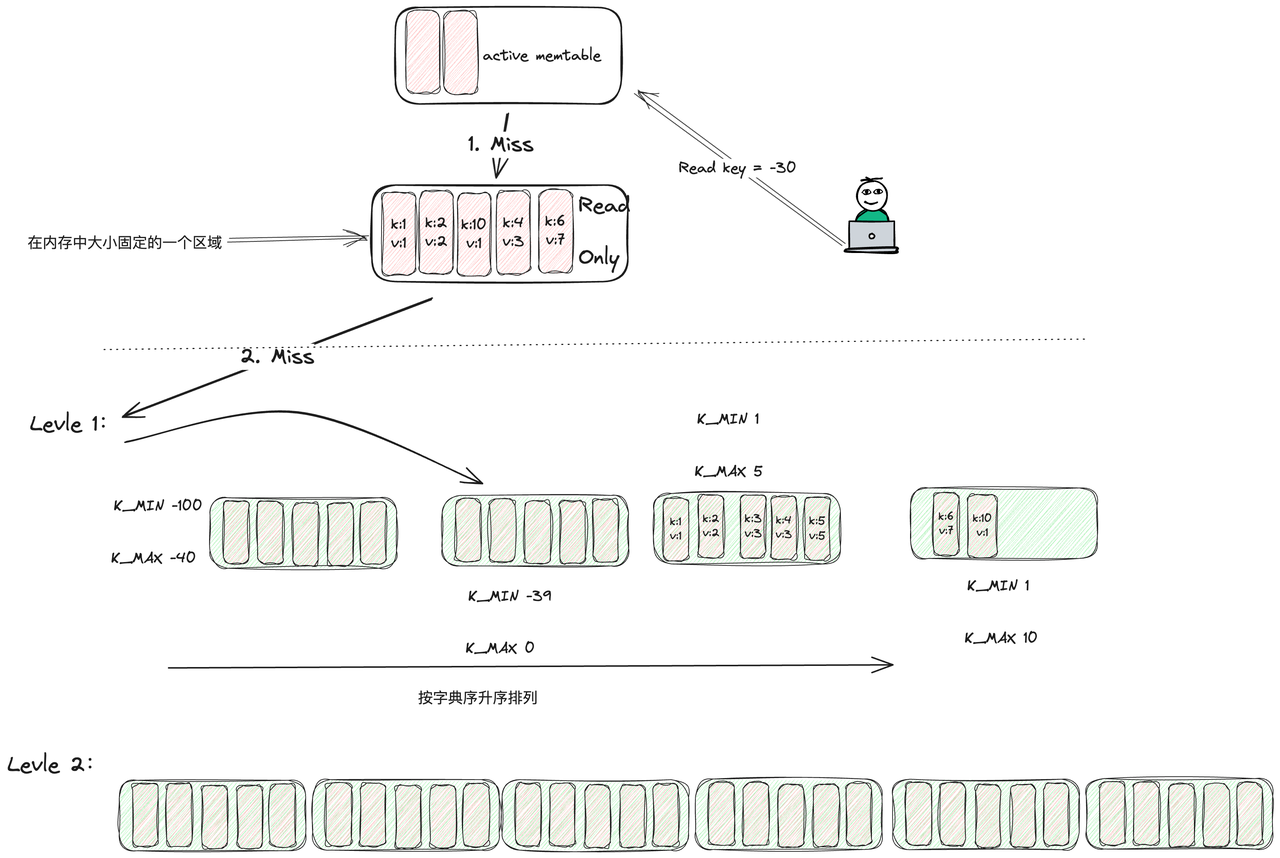 active memtable
1. Miss
Read key = -30
Read
k:1 k:2 k:10 k:4 k:6
v:1 v:2 v:1 v:3 v:7
Only
在内存中大小固定的一个区域
2. Miss
Levle 1:
K_MIN 1
K_MAX 5
K_MIN -100
K_MAX -40
k:1 k:2 k:3 k:4 k:5
v:1 v:2 v:3 v:3 v:5
k:6 k:10
v:7 v:1
K_MIN -39
K_MAX 0
K_MIN 1
K_MAX 10
按字典序升序排列
Levle 2: